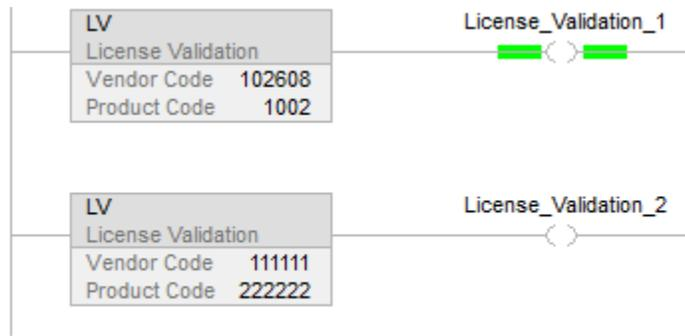 LV
License Validation
Vendor Code 102608
Product Code 1002
License_Validation_1
LV
License Validation
Vendor Code 111111
Product Code 222222
License_Validation_2